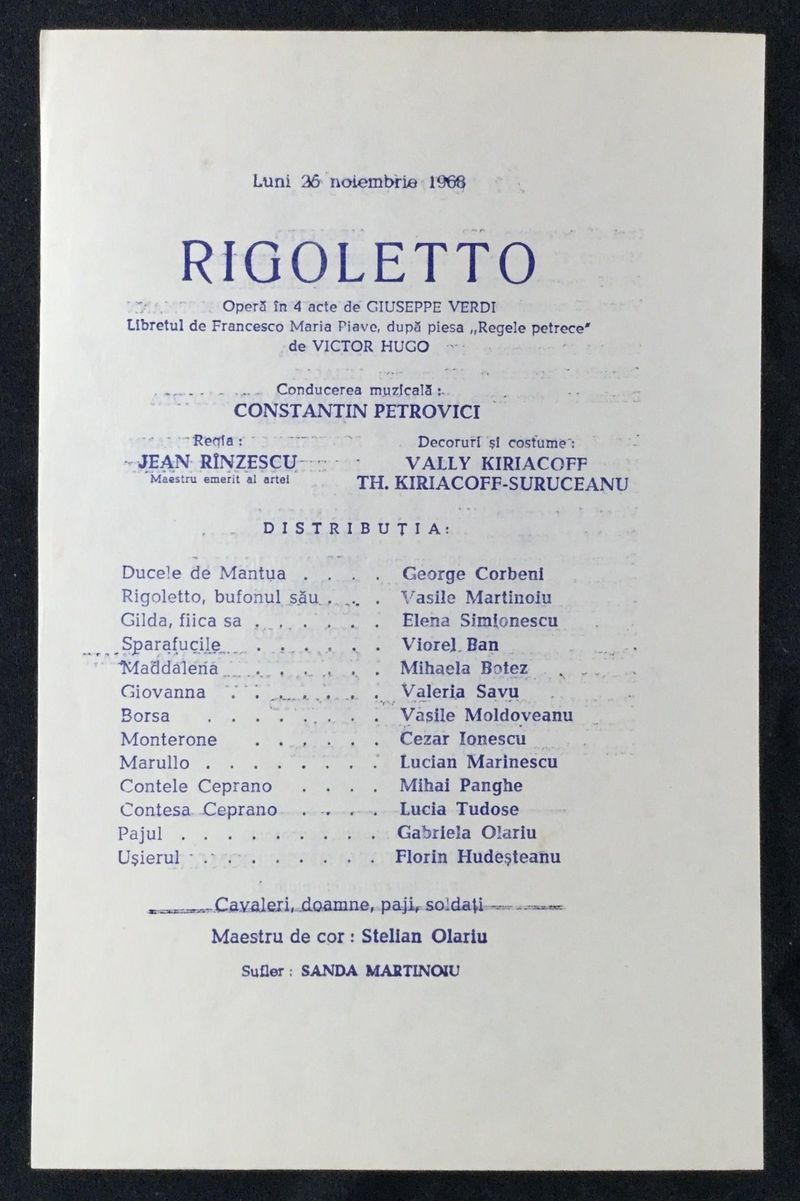 Luni 26 noiembrie 1968
RIGOLETTO
Operă în 4 acte de GIUSEPPE VERDI
Libretul de Francesco Maria Piave, după piesa „Regele petrece"
de VICTOR HUGO
Conducerea muzicală :
CONSTANTIN PETROVICI
Regia :
JEAN RÎNZESCU
Maestru emerit al artei
Decoruri și costume :
VALLY KIRIACOFF
TH. KIRIACOFF-SURUCEANU
DISTRIBUȚIA:
Ducele de Mantua . . . . George Corbeni
Rigoletto, bufonul său . . . Vasile Martinoiu
Gilda, fiica sa . . . . . . Elena Simionescu
Sparafucile . . . . . . Viorel Ban
Maddalena . . . . . . Mihaela Botez
Giovanna . . . . . . . Valeria Savu
Borsa . . . . . . . . Vasile Moldoveanu
Monterone . . . . . . Cezar Ionescu
Marullo . . . . . . . . Lucian Marinescu
Contele Ceprano . . . . Mihai Panghe
Contesa Ceprano . . . . Lucia Tudose
Pajul . . . . . . . . . Gabriela Olariu
Ușierul . . . . . . . . Florin Hudeșteanu
Cavaleri, doamne, paji, soldați
Maestru de cor : Stelian Olariu
Sufler : SANDA MARTINOIU